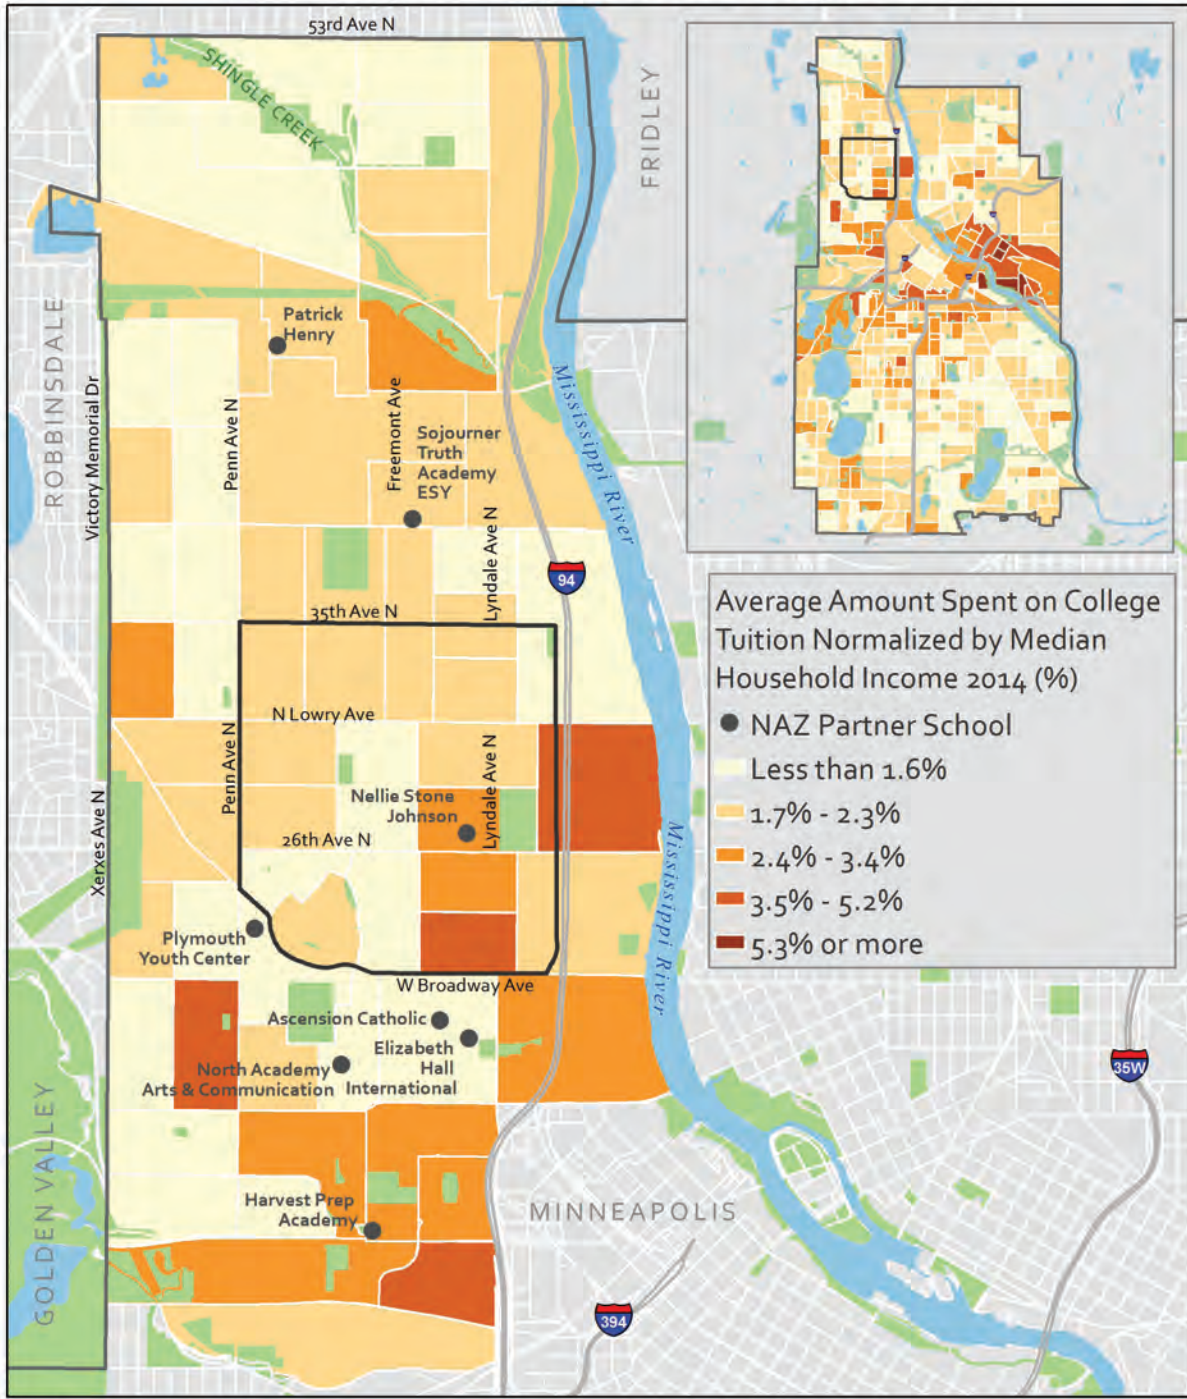 53rd Ave N
SHINGLE CREEK
FRIDLEY
ROBBINSDALE
Victory Memorial Dr
Patrick
Henry
Penn Ave N
Freemont Ave
Sojourner
Truth
Academy
ESY
Mississippi River
Lyndale Ave N
94
35th Ave N
N Lowry Ave
Penn Ave N
Xerxes Ave N
Nellie Stone
Johnson
Lyndale Ave N
26th Ave N
Mississippi River
Plymouth
Youth Center
W Broadway Ave
Ascension Catholic
Elizabeth
Hall
International
North Academy
Arts & Communication
GOLDEN VALLEY
Harvest Prep
Academy
MINNEAPOLIS
35W
394
Average Amount Spent on College
Tuition Normalized by Median
Household Income 2014 (%)
NAZ Partner School
Less than 1.6%
1.7% - 2.3%
2.4% - 3.4%
3.5% - 5.2%
5.3% or more